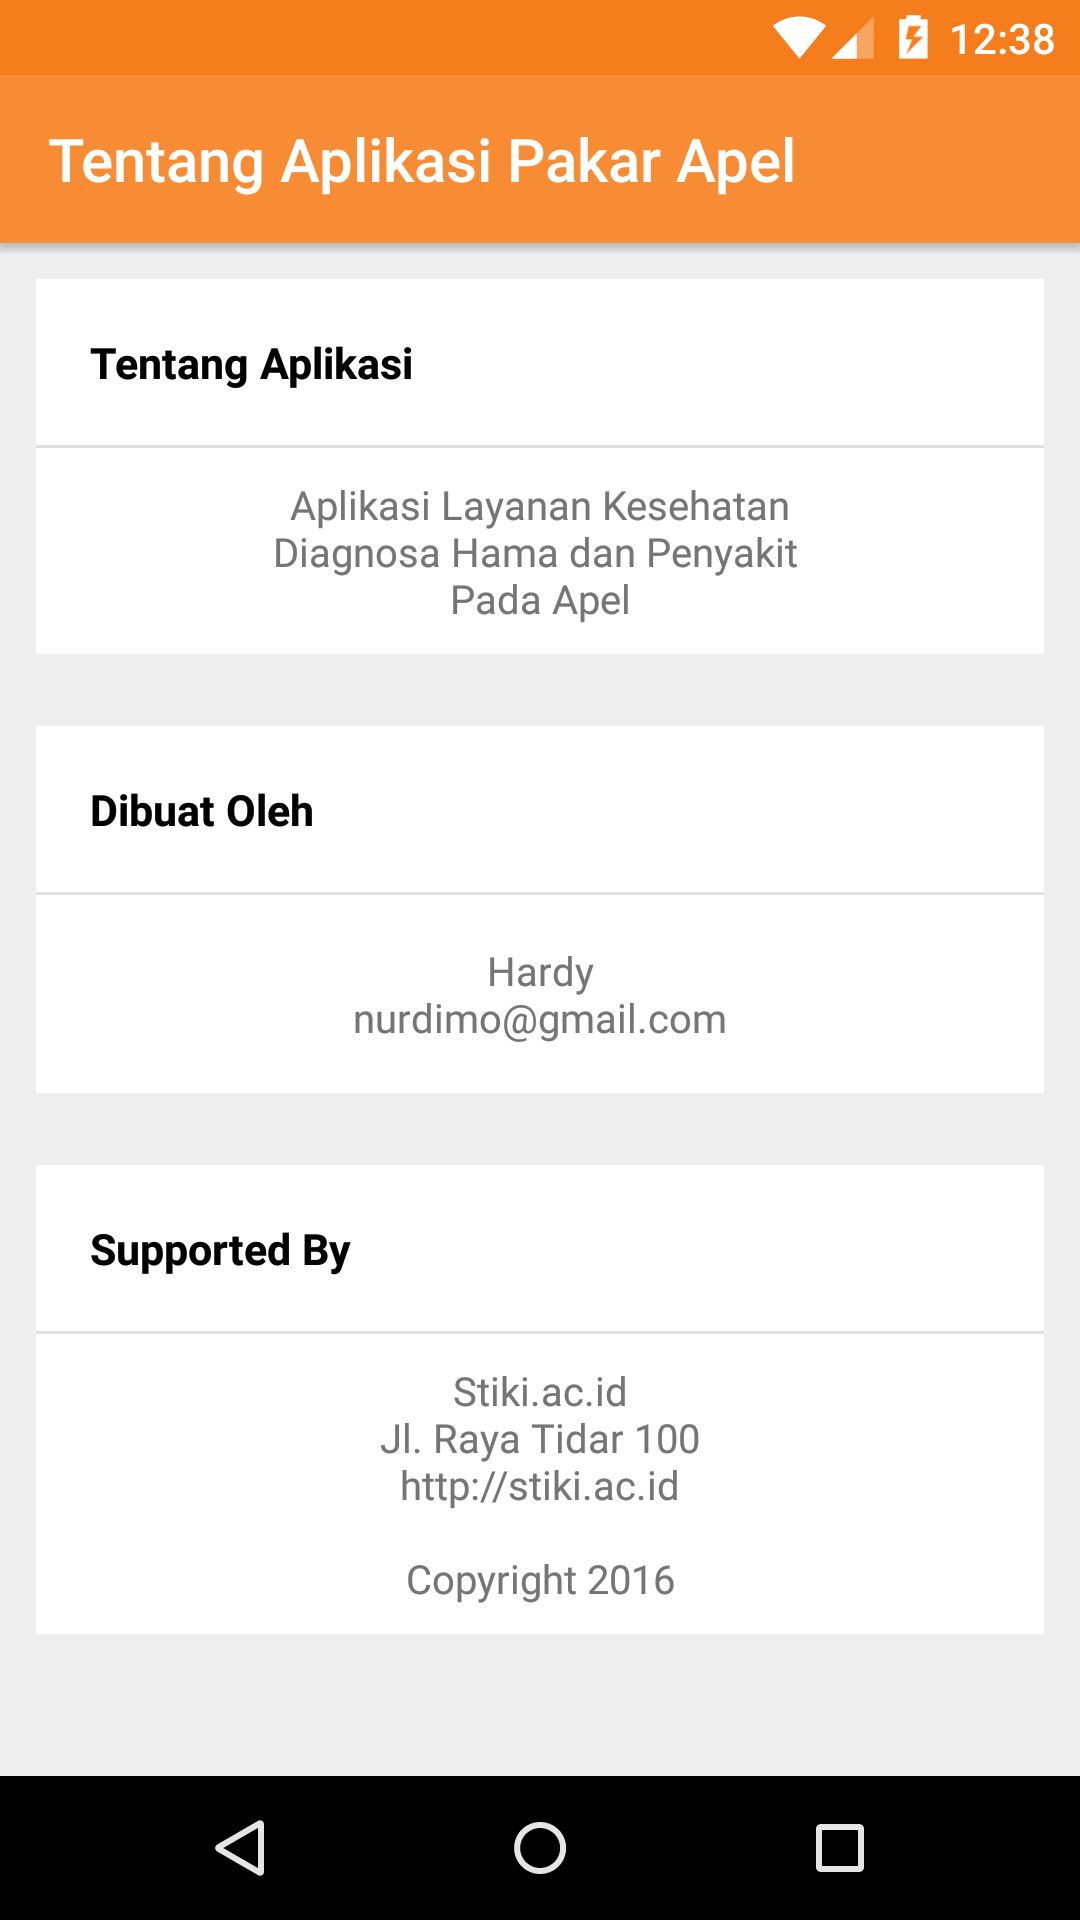 12:38
Tentang Aplikasi Pakar Apel
Tentang Aplikasi
Aplikasi Layanan Kesehatan
Diagnosa Hama dan Penyakit
Pada Apel
Dibuat Oleh
Hardy
nurdimo@gmail.com
Supported By
Stiki.ac.id
Jl. Raya Tidar 100
http://stiki.ac.id
Copyright 2016